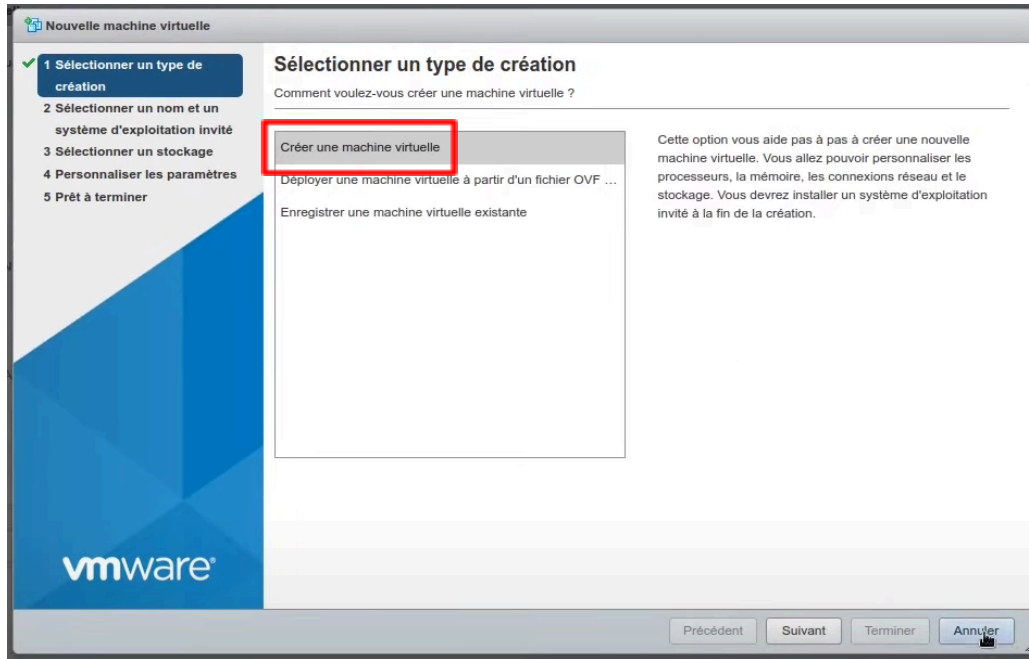 Nouvelle machine virtuelle
1 Sélectionner un type de
création
2 Sélectionner un nom et un
système d'exploitation invité
3 Sélectionner un stockage
4 Personnaliser les paramètres
5 Prêt à terminer
Sélectionner un type de création
Comment voulez-vous créer une machine virtuelle ?
Créer une machine virtuelle
Déployer une machine virtuelle à partir d'un fichier OVF ...
Enregistrer une machine virtuelle existante
Cette option vous aide pas à pas à créer une nouvelle
machine virtuelle. Vous allez pouvoir personnaliser les
processeurs, la mémoire, les connexions réseau et le
stockage. Vous devrez installer un système d'exploitation
invité à la fin de la création.
vmware®
Précédent
Suivant
Terminer
Annuler